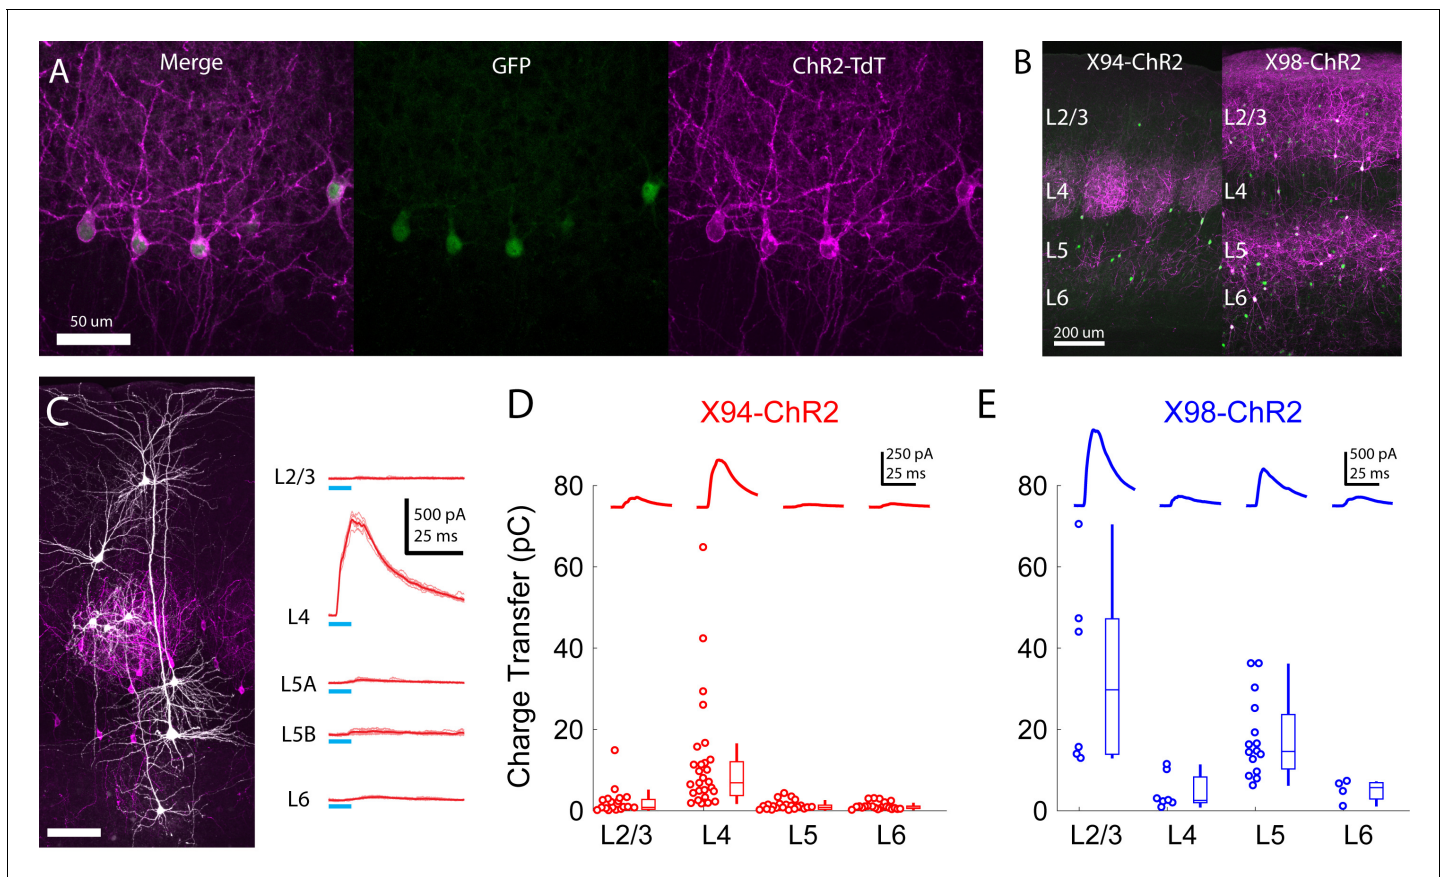 A
Merge
GFP
ChR2-TdT
50 um
B
X94-ChR2
X98-ChR2
L2/3
L2/3
L4
L4
L5
L5
L6
L6
200 um
C
L2/3
500 pA
25 ms
L4
L5A
L5B
L6
D
X94-ChR2
250 pA
25 ms
Charge Transfer (pC)
80
60
40
20
0
L2/3
L4
L5
L6
E
X98-ChR2
500 pA
25 ms
80
60
40
20
0
L2/3
L4
L5
L6